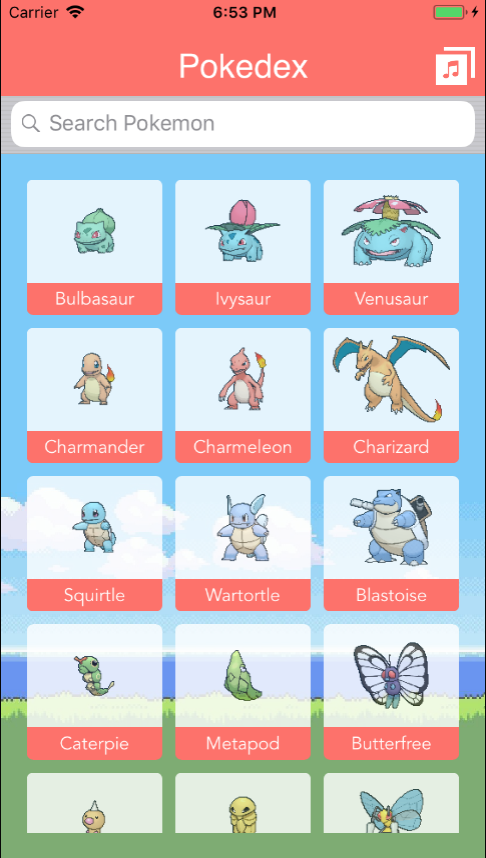 Carrier 6:53 PM
Pokedex
Search Pokemon
Bulbasaur Ivysaur Venusaur
Charmander Charmeleon Charizard
Squirtle Wartortle Blastoise
Caterpie Metapod Butterfree